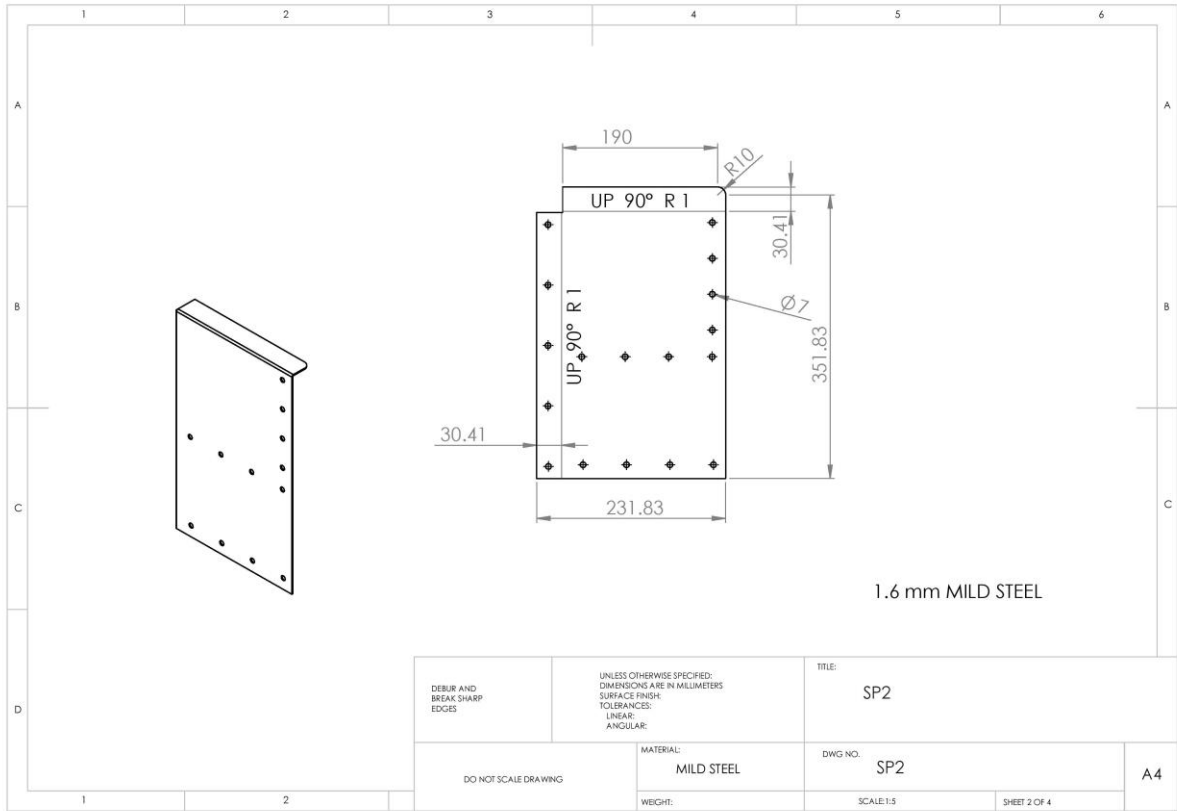 1 2 3 4 5 6
A A
190
R10
UP 90° R 1
30.41
B B
UP 90° R 1
Ø7
351.83
30.41
C C
231.83
1.6 mm MILD STEEL
DEBUR AND
BREAK SHARP
EDGES
UNLESS OTHERWISE SPECIFIED:
DIMENSIONS ARE IN MILLIMETERS
SURFACE FINISH:
TOLERANCES:
LINEAR:
ANGULAR:
TITLE:
SP2
D
DO NOT SCALE DRAWING
MATERIAL:
MILD STEEL
DWG NO.
SP2
A4
WEIGHT:
SCALE:1:5
SHEET 2 OF 4
1 2